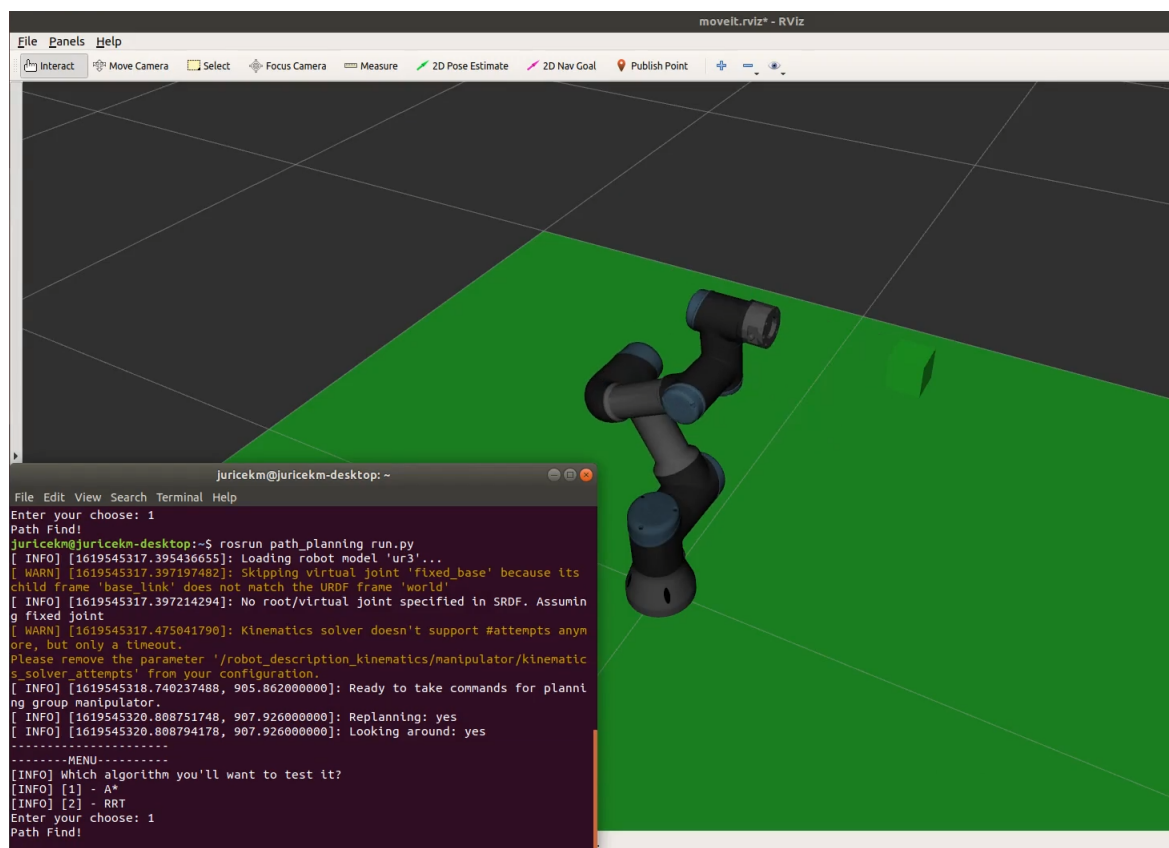 moveit.rviz* - RViz
File Panels Help
Interact Move Camera Select Focus Camera Measure 2D Pose Estimate 2D Nav Goal Publish Point
juricekm@juricekm-desktop: ~
File Edit View Search Terminal Help
Enter your choose: 1
Path Find!
juricekm@juricekm-desktop:~$ rosrun path_planning run.py
[ INFO] [1619545317.395436655]: Loading robot model 'ur3'...
[ WARN] [1619545317.397197482]: Skipping virtual joint 'fixed_base' because its
child frame 'base_link' does not match the URDF frame 'world'
[ INFO] [1619545317.397214294]: No root/virtual joint specified in SRDF. Assumin
g fixed joint
[ WARN] [1619545317.475041790]: Kinematics solver doesn't support #attempts anym
ore, but only a timeout.
Please remove the parameter '/robot_description_kinematics/manipulator/kinematic
s_solver_attempts' from your configuration.
[ INFO] [1619545318.740237488, 905.862000000]: Ready to take commands for planni
ng group manipulator.
[ INFO] [1619545320.808751748, 907.926000000]: Replanning: yes
[ INFO] [1619545320.808794178, 907.926000000]: Looking around: yes
----------------------
--------MENU----------
[INFO] Which algorithm you'll want to test it?
[INFO] [1] - A*
[INFO] [2] - RRT
Enter your choose: 1
Path Find!